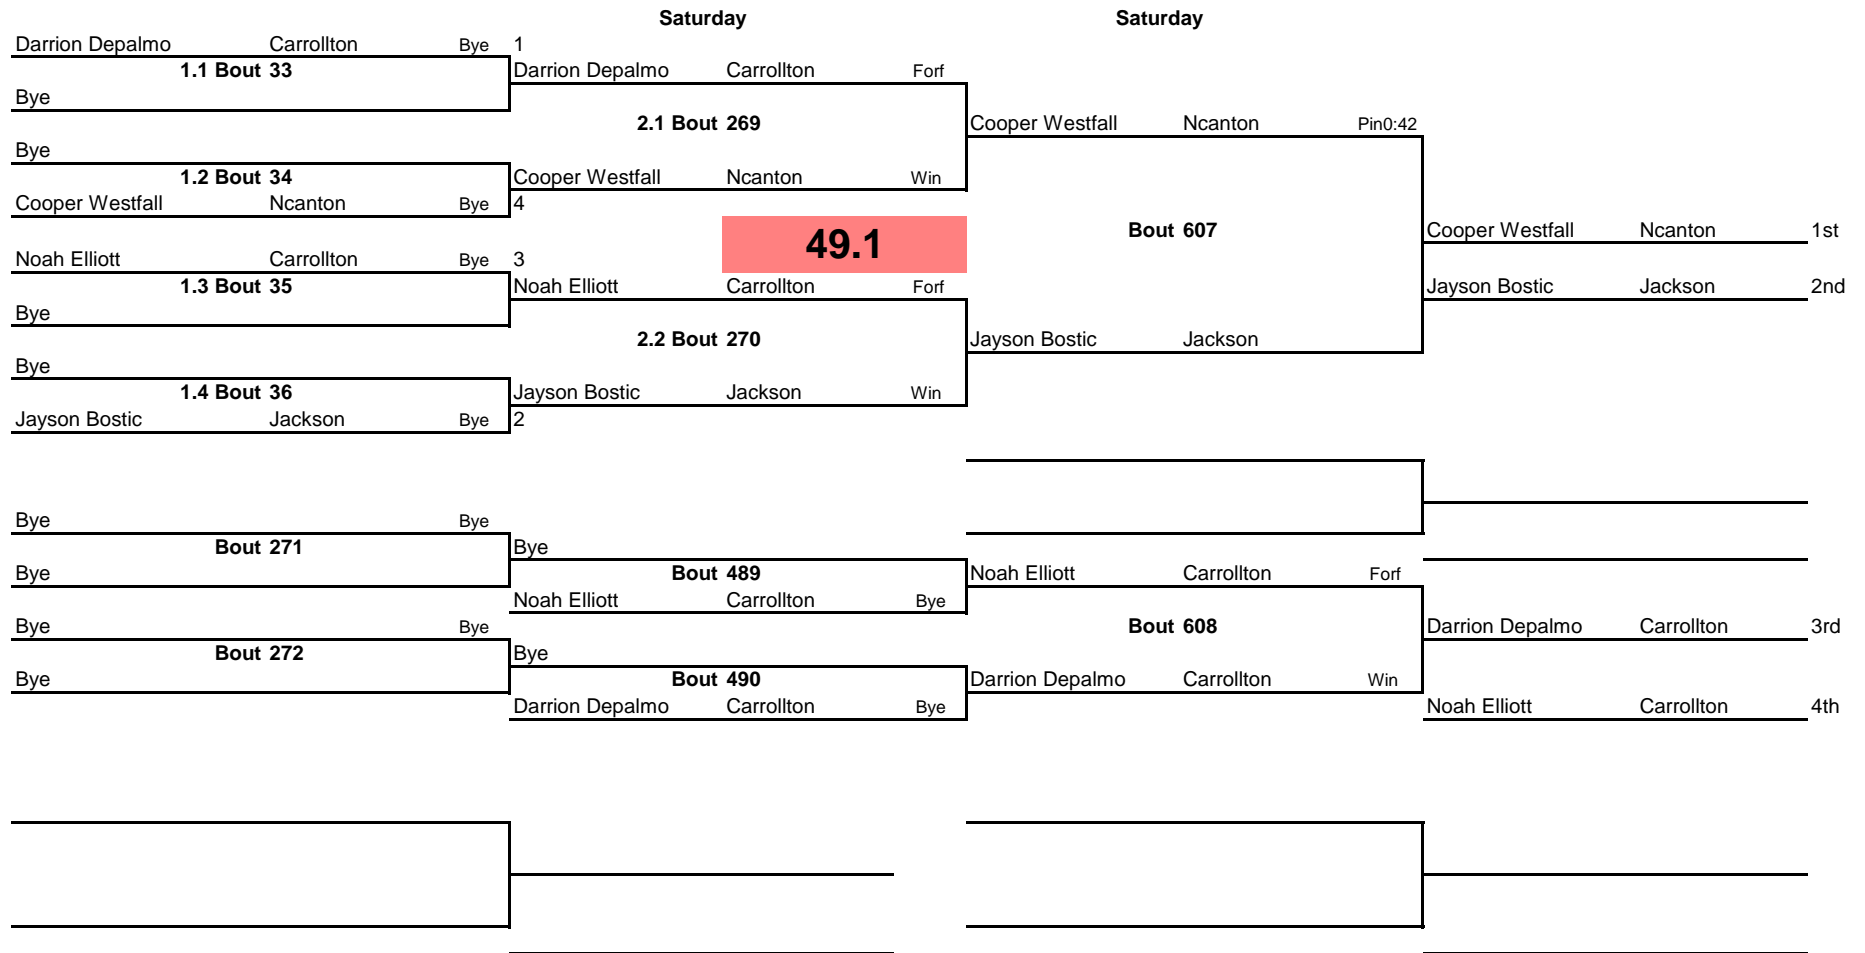 Saturday Saturday
Darrion Depalmo Carrollton Bye 1
1.1 Bout 33 Darrion Depalmo Carrollton Forf
Bye
2.1 Bout 269 Cooper Westfall Ncanton Pin0:42
Bye
1.2 Bout 34 Cooper Westfall Ncanton Win
Cooper Westfall Ncanton Bye 4
49.1 Bout 607 Cooper Westfall Ncanton 1st
Noah Elliott Carrollton Bye 3
1.3 Bout 35 Noah Elliott Carrollton Forf Jayson Bostic Jackson 2nd
Bye
2.2 Bout 270 Jayson Bostic Jackson
Bye
1.4 Bout 36 Jayson Bostic Jackson Win
Jayson Bostic Jackson Bye 2
Bye Bye
Bout 271 Bye
Bye Bout 489 Noah Elliott Carrollton Forf
Noah Elliott Carrollton Bye
Bye Bye Bout 608 Darrion Depalmo Carrollton 3rd
Bout 272 Bye
Bye Bout 490 Darrion Depalmo Carrollton Win
Darrion Depalmo Carrollton Bye Noah Elliott Carrollton 4th